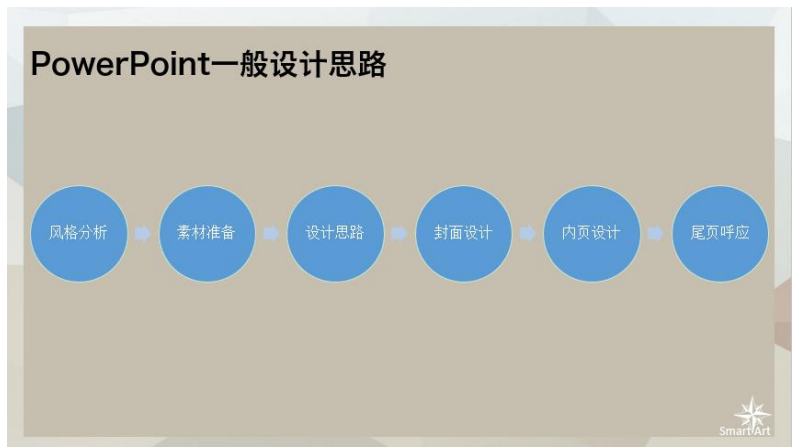 PowerPoint一般设计思路
风格分析
素材准备
设计思路
封面设计
内页设计
尾页呼应
Smart Art